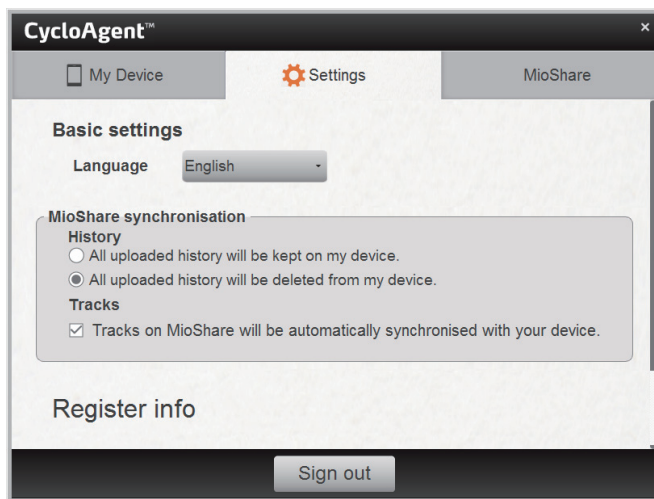 CycloAgent™
×
My Device
Settings
MioShare
Basic settings
Language English
MioShare synchronisation
History
All uploaded history will be kept on my device.
All uploaded history will be deleted from my device.
Tracks
Tracks on MioShare will be automatically synchronised with your device.
Register info
Sign out